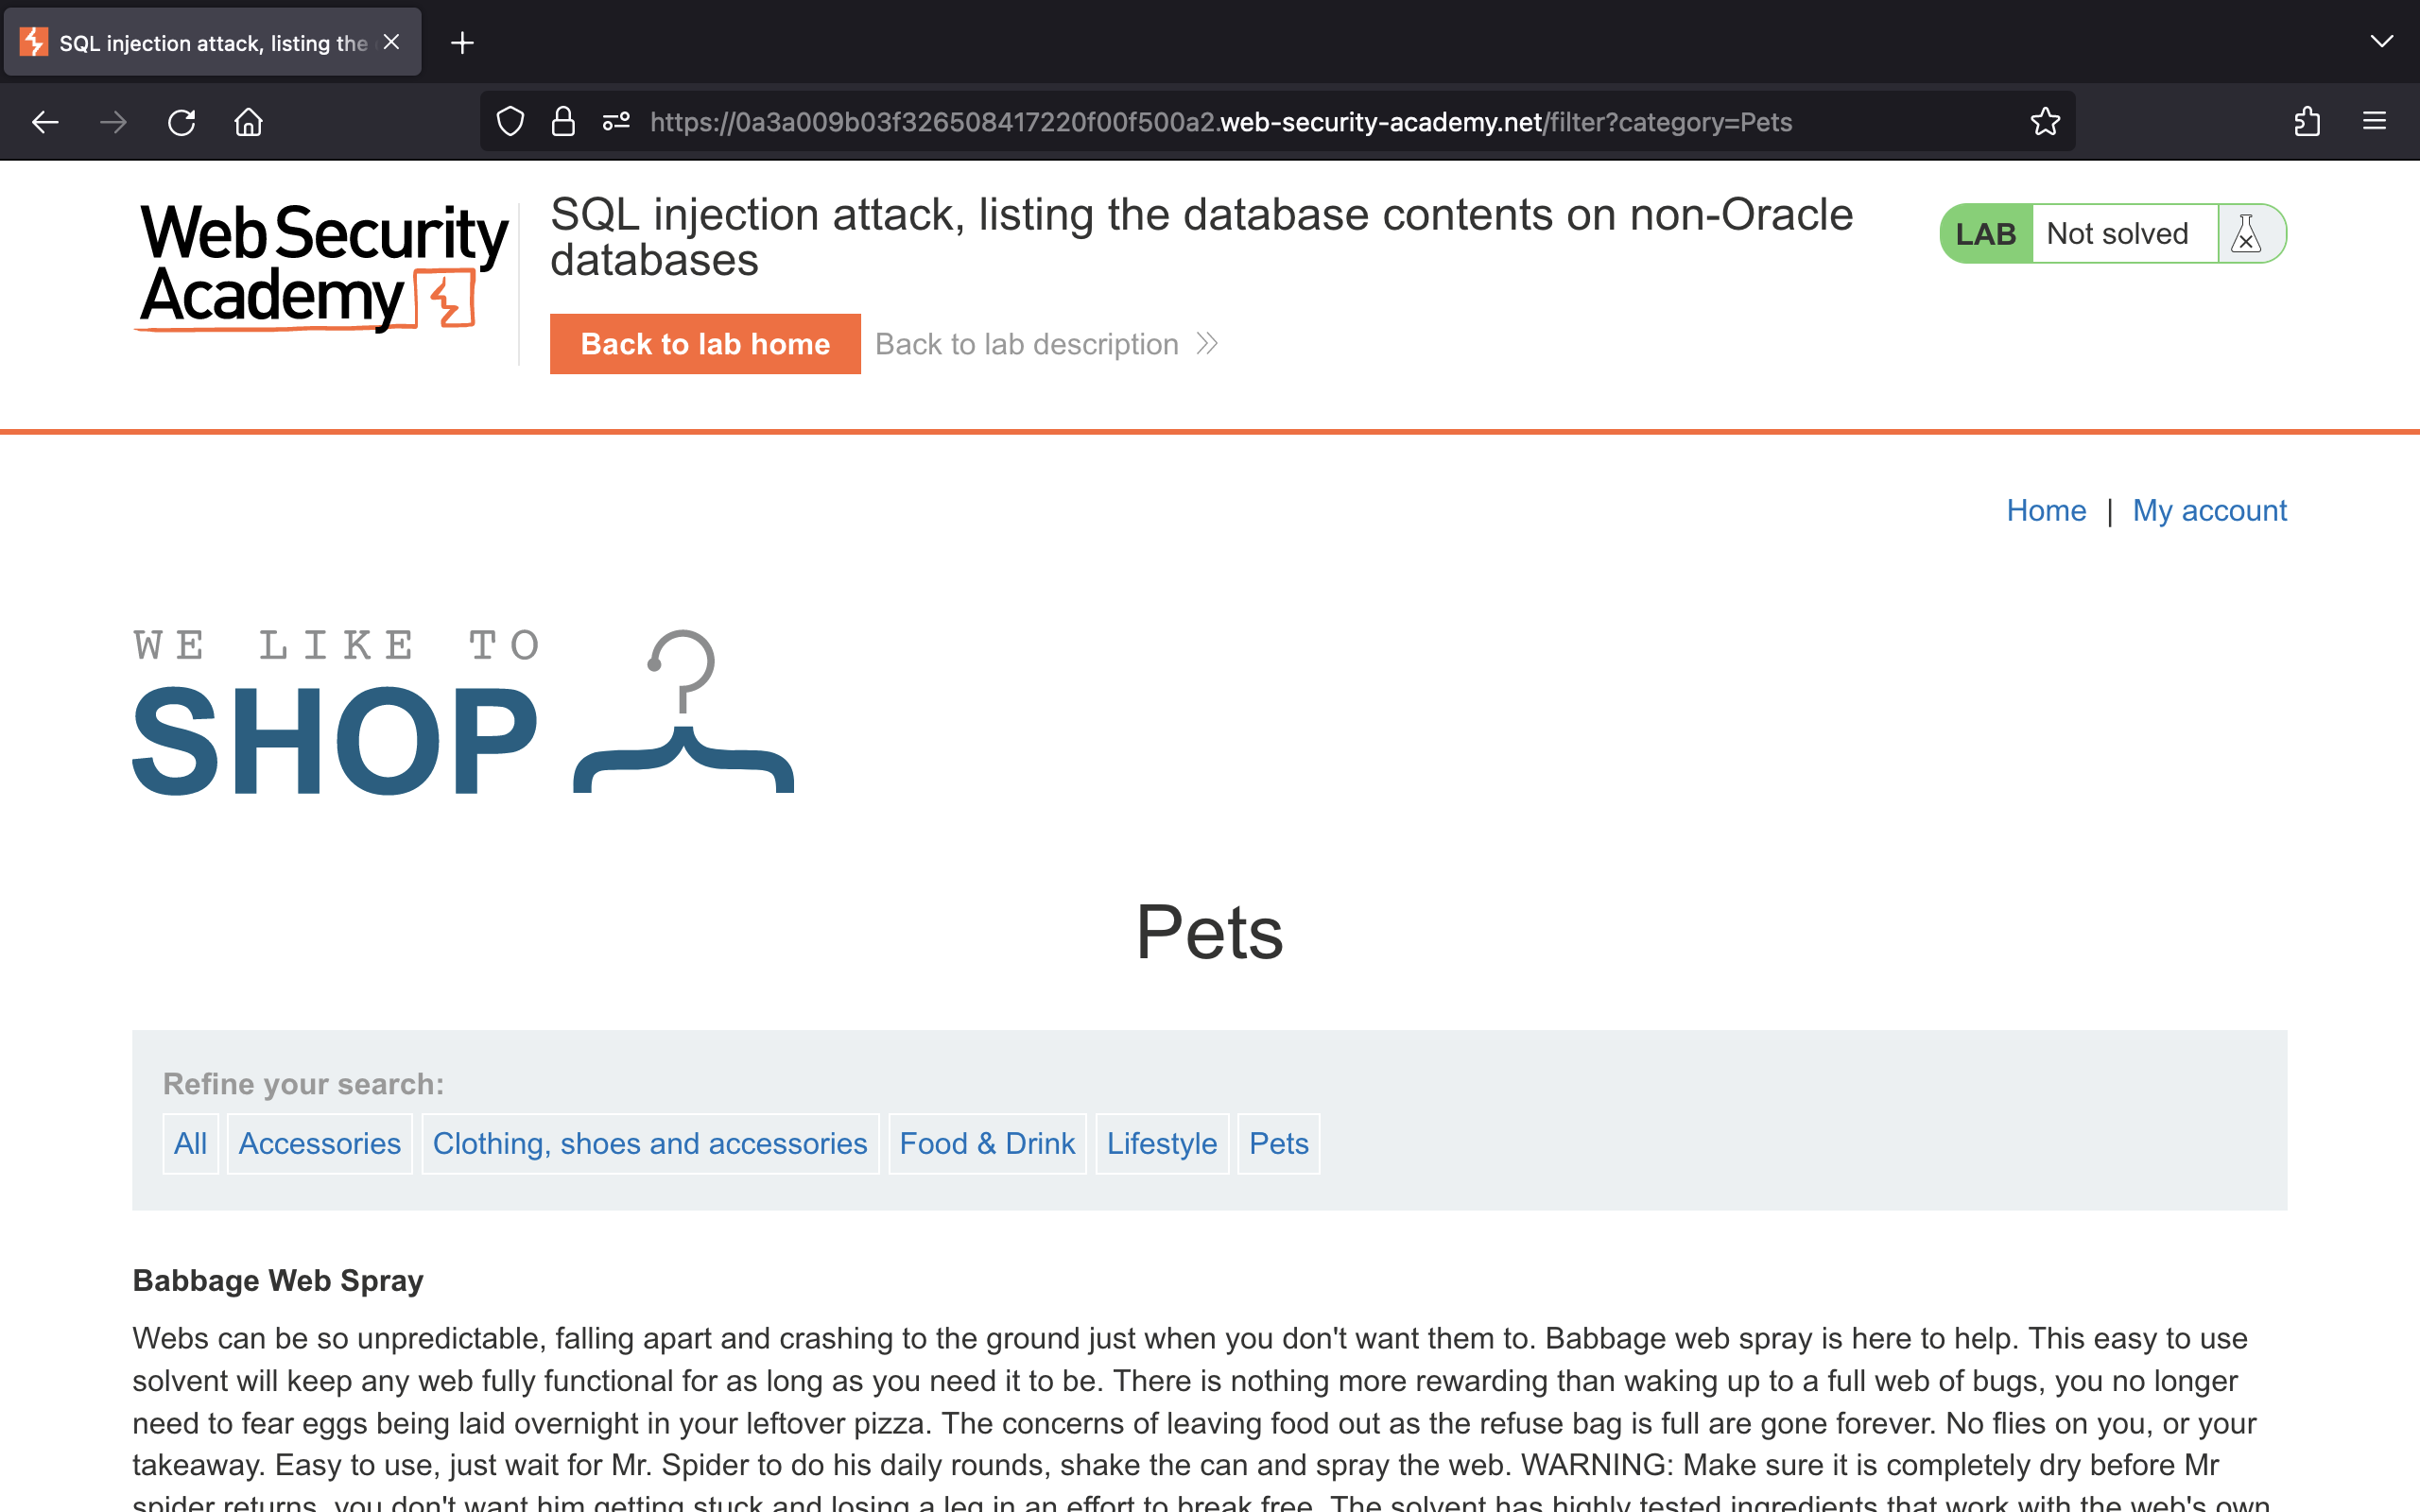 SQL injection attack, listing the
https://0a3a009b03f326508417220f00f500a2.web-security-academy.net/filter?category=Pets
Web Security
Academy
SQL injection attack, listing the database contents on non-Oracle
databases
LAB Not solved
Back to lab home Back to lab description
Home | My account
WE LIKE TO
SHOP
Pets
Refine your search:
All Accessories Clothing, shoes and accessories Food & Drink Lifestyle Pets
Babbage Web Spray
Webs can be so unpredictable, falling apart and crashing to the ground just when you don't want them to. Babbage web spray is here to help. This easy to use
solvent will keep any web fully functional for as long as you need it to be. There is nothing more rewarding than waking up to a full web of bugs, you no longer
need to fear eggs being laid overnight in your leftover pizza. The concerns of leaving food out as the refuse bag is full are gone forever. No flies on you, or your
takeaway. Easy to use, just wait for Mr. Spider to do his daily rounds, shake the can and spray the web. WARNING: Make sure it is completely dry before Mr
spider returns, you don't want him getting stuck and losing a leg in an effort to break free. The solvent has highly tested ingredients that work with the web's own